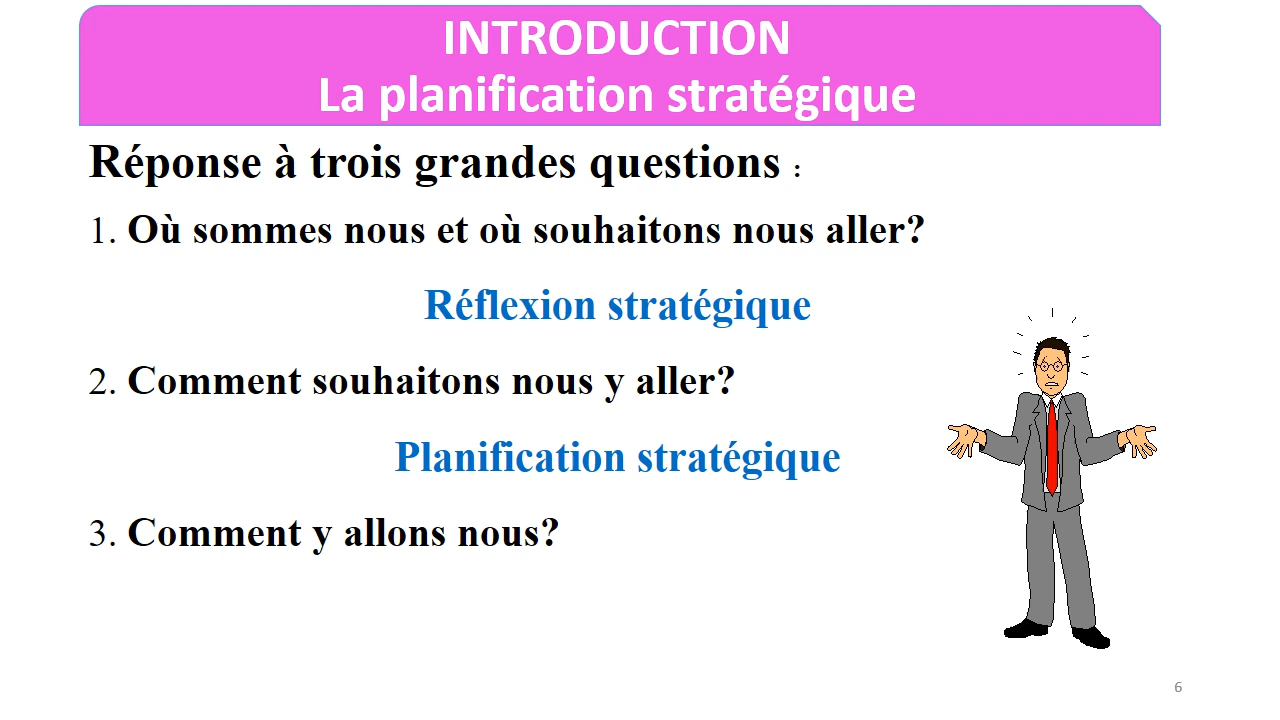 INTRODUCTION
La planification stratégique
Réponse à trois grandes questions :
1. Où sommes nous et où souhaitons nous aller?
Réflexion stratégique
2. Comment souhaitons nous y aller?
Planification stratégique
3. Comment y allons nous?
6